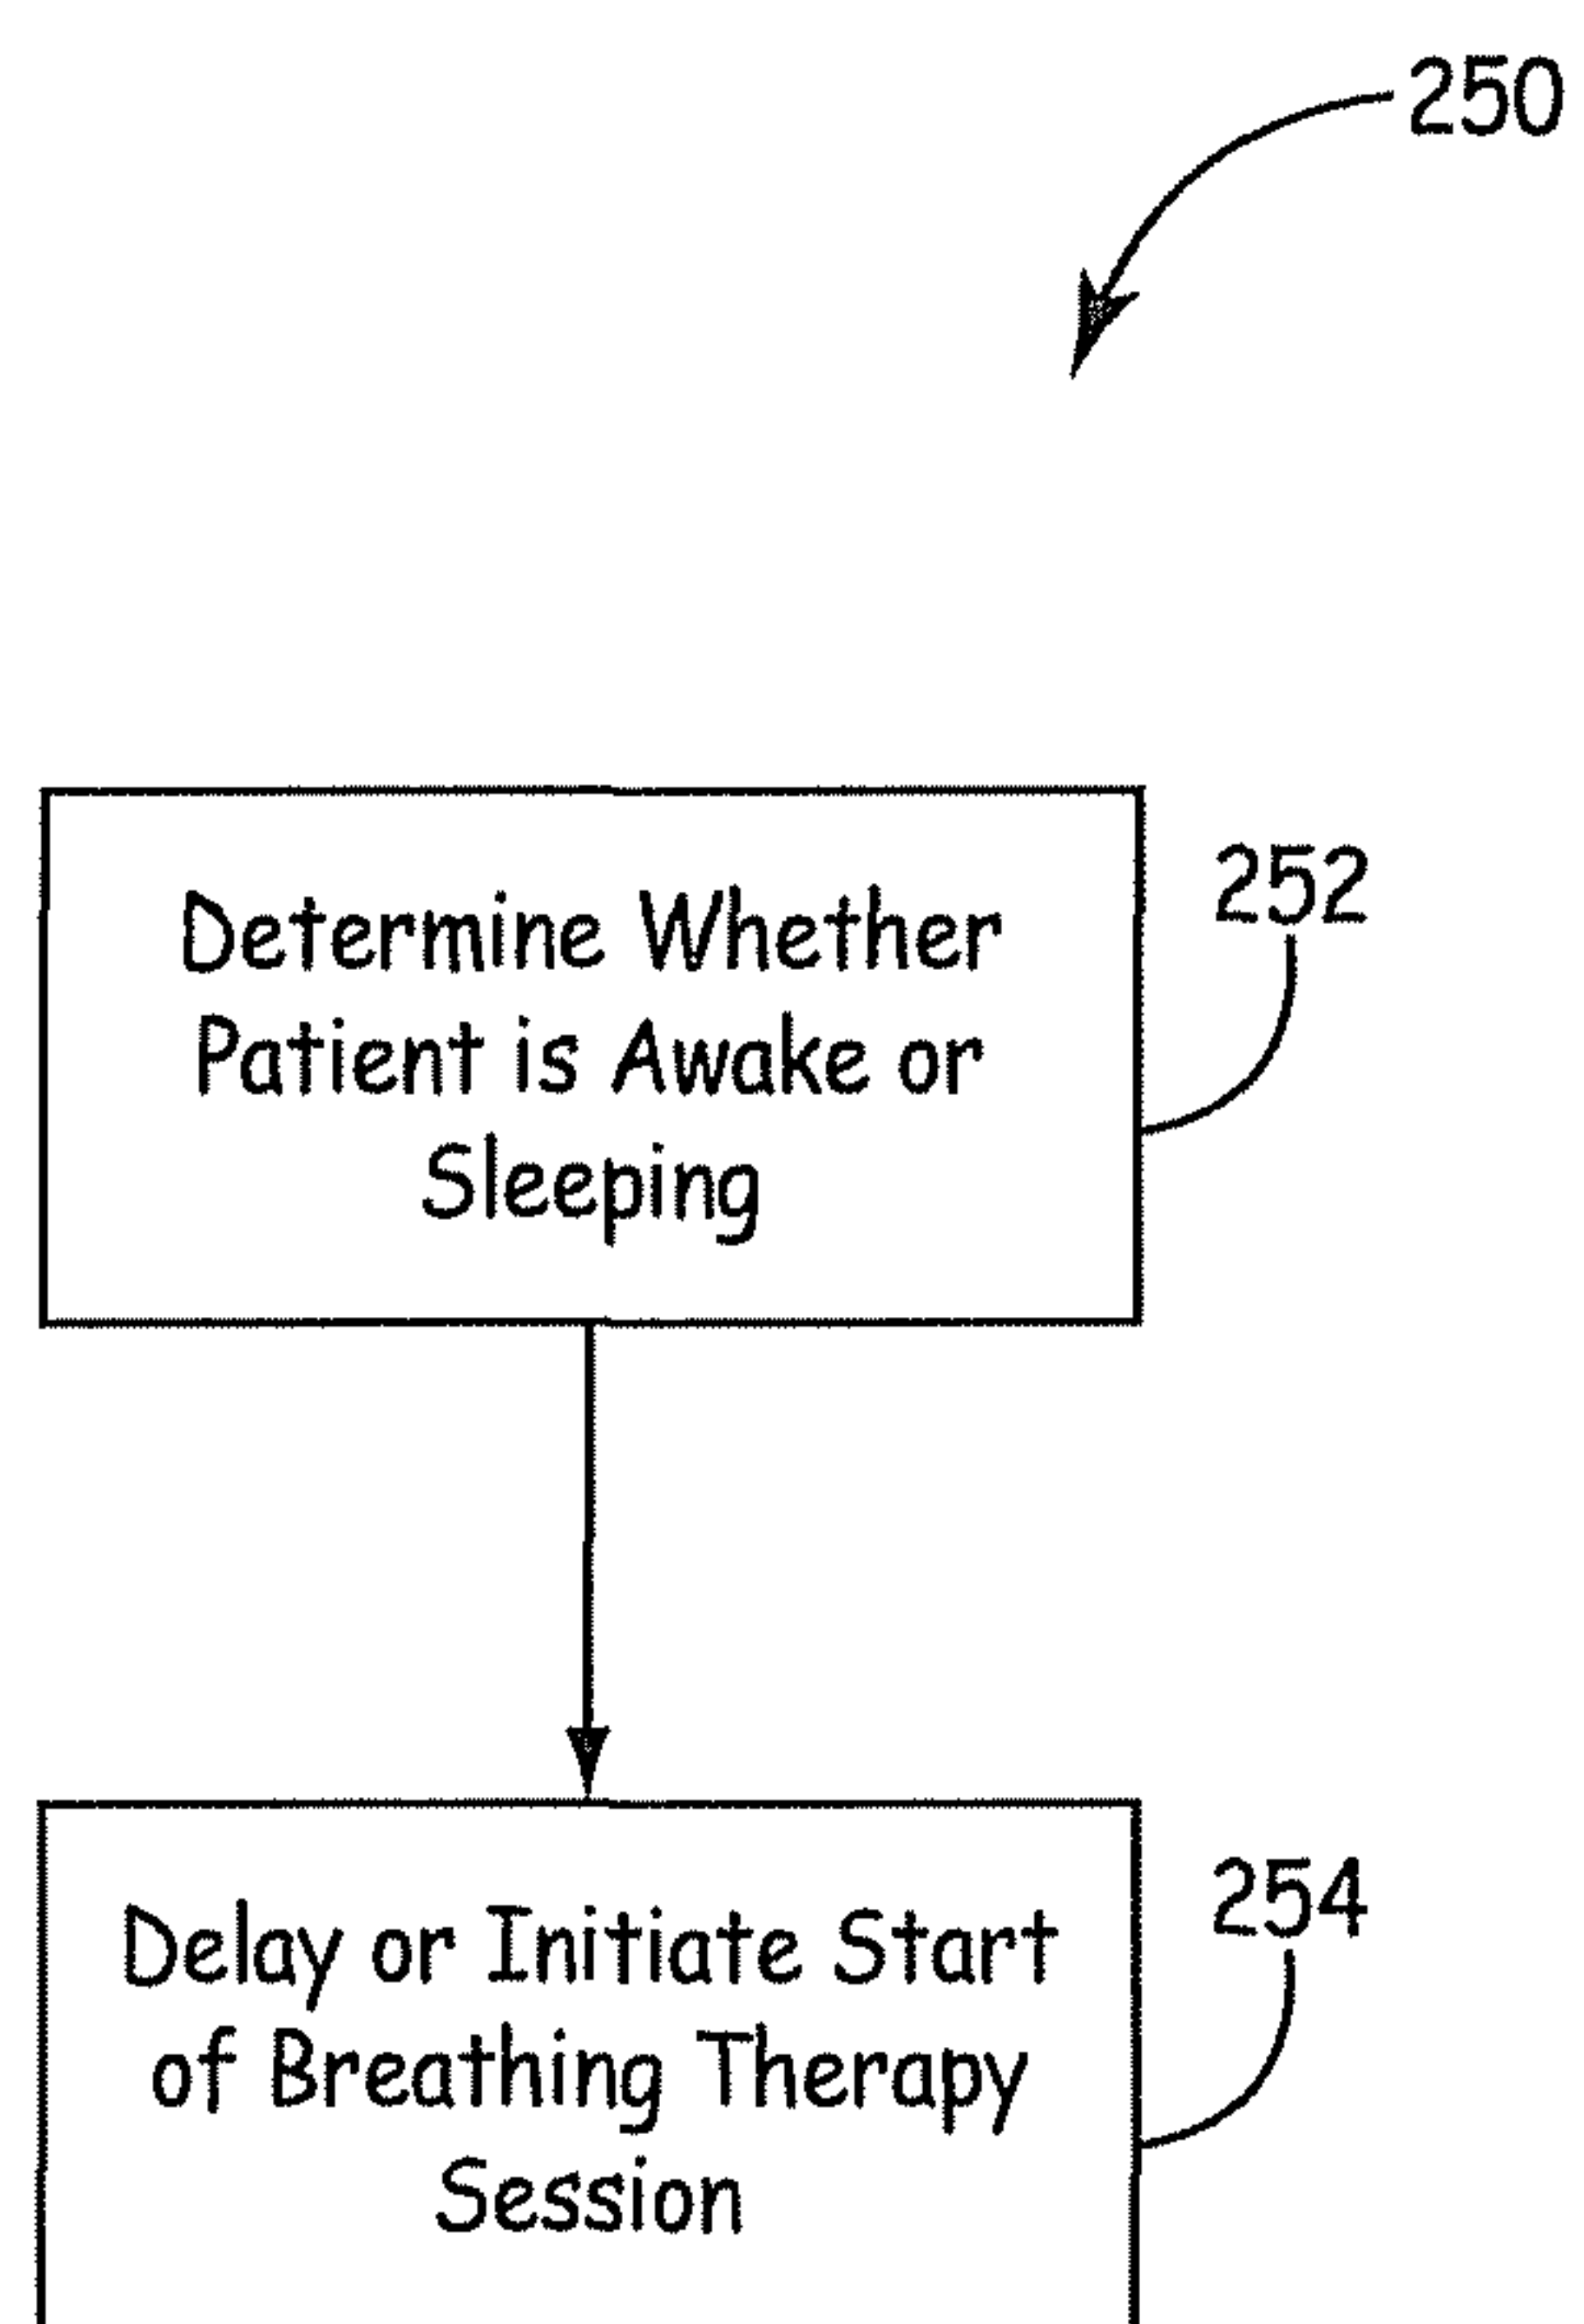 250
Determine Whether
Patient is Awake or
Sleeping
252
Delay or Initiate Start
of Breathing Therapy
Session
254